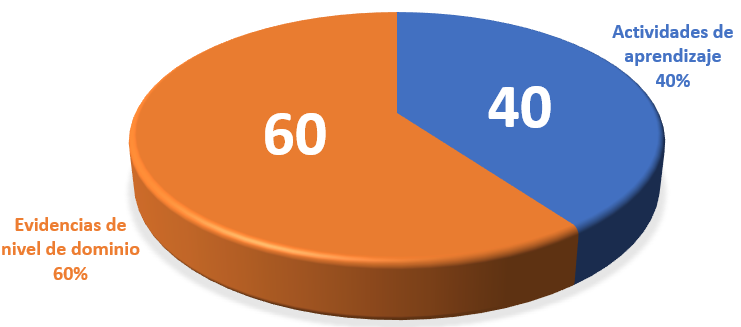 Actividades de
aprendizaje
40%
40
60
Evidencias de
nivel de dominio
60%